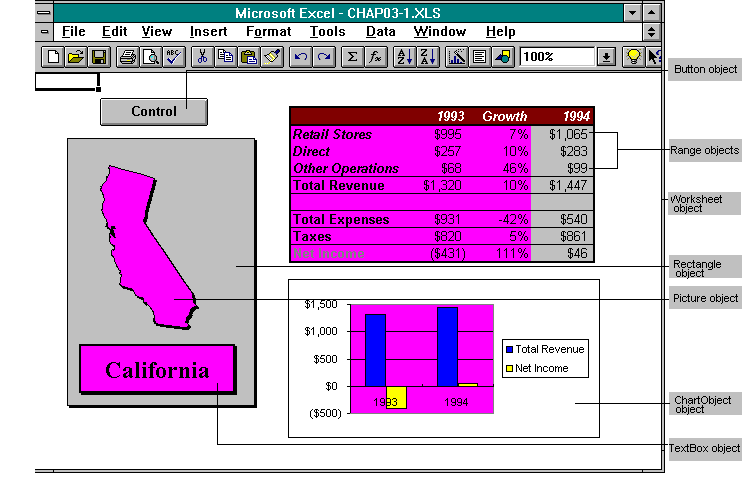 Microsoft Excel - CHAP03-1.XLS
File Edit View Insert Format Tools Data Window Help
100%
Button object
Control
1993 Growth 1994
Retail Stores $995 7% $1,065
Direct $257 10% $283
Range objects
Other Operations $68 46% $99
Total Revenue $1,320 10% $1,447
Worksheet
object
Total Expenses $931 -42% $540
Taxes $820 5% $861
Net Income ($431) 111% $46
Rectangle
object
Picture object
$1,500
$1,000
$500
$0
($500)
1993 1994
Total Revenue
Net Income
California
ChartObject
object
TextBox object